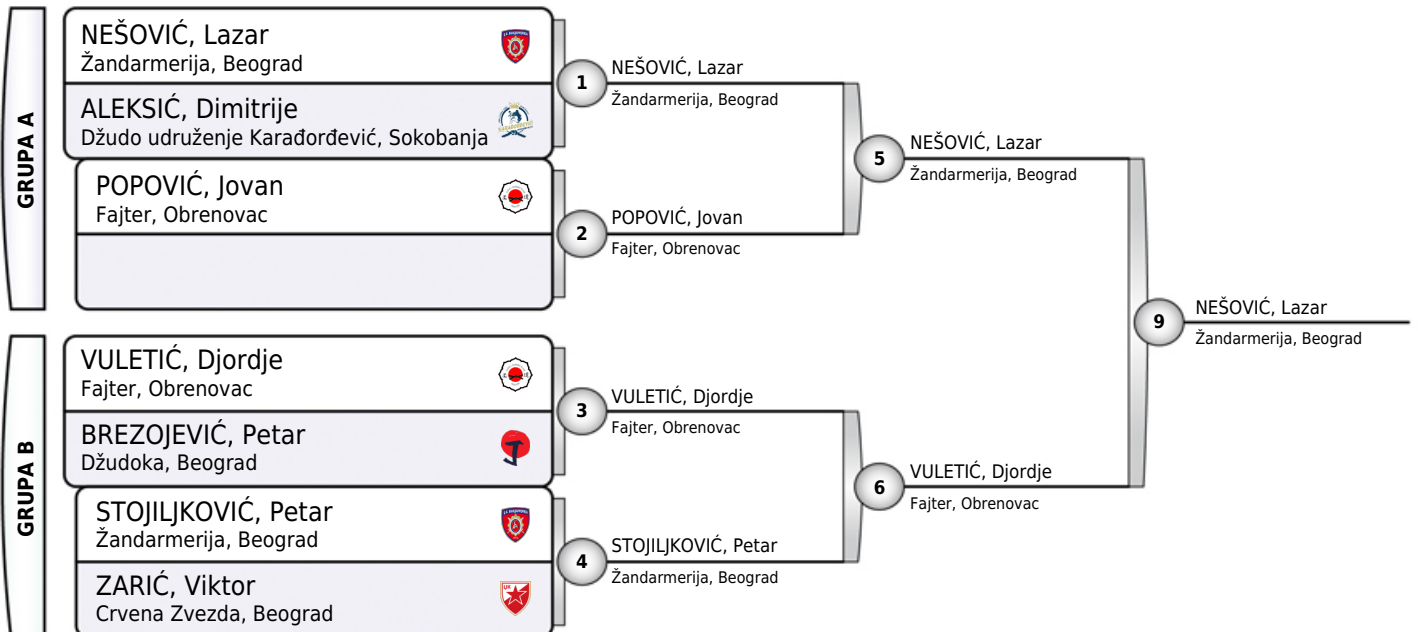 GRUPA A
NEŠOVIĆ, Lazar
Žandarmerija, Beograd
ALEKSIĆ, Dimitrije
Džudo udruženje Karađorđević, Sokobanja
POPOVIĆ, Jovan
Fajter, Obrenovac
1
NEŠOVIĆ, Lazar
Žandarmerija, Beograd
2
POPOVIĆ, Jovan
Fajter, Obrenovac
5
NEŠOVIĆ, Lazar
Žandarmerija, Beograd
GRUPA B
VULETIĆ, Djordje
Fajter, Obrenovac
BREZOJEVIĆ, Petar
Džudoka, Beograd
STOJILJKOVIĆ, Petar
Žandarmerija, Beograd
ZARIĆ, Viktor
Crvena Zvezda, Beograd
3
VULETIĆ, Djordje
Fajter, Obrenovac
4
STOJILJKOVIĆ, Petar
Žandarmerija, Beograd
6
VULETIĆ, Djordje
Fajter, Obrenovac
9
NEŠOVIĆ, Lazar
Žandarmerija, Beograd